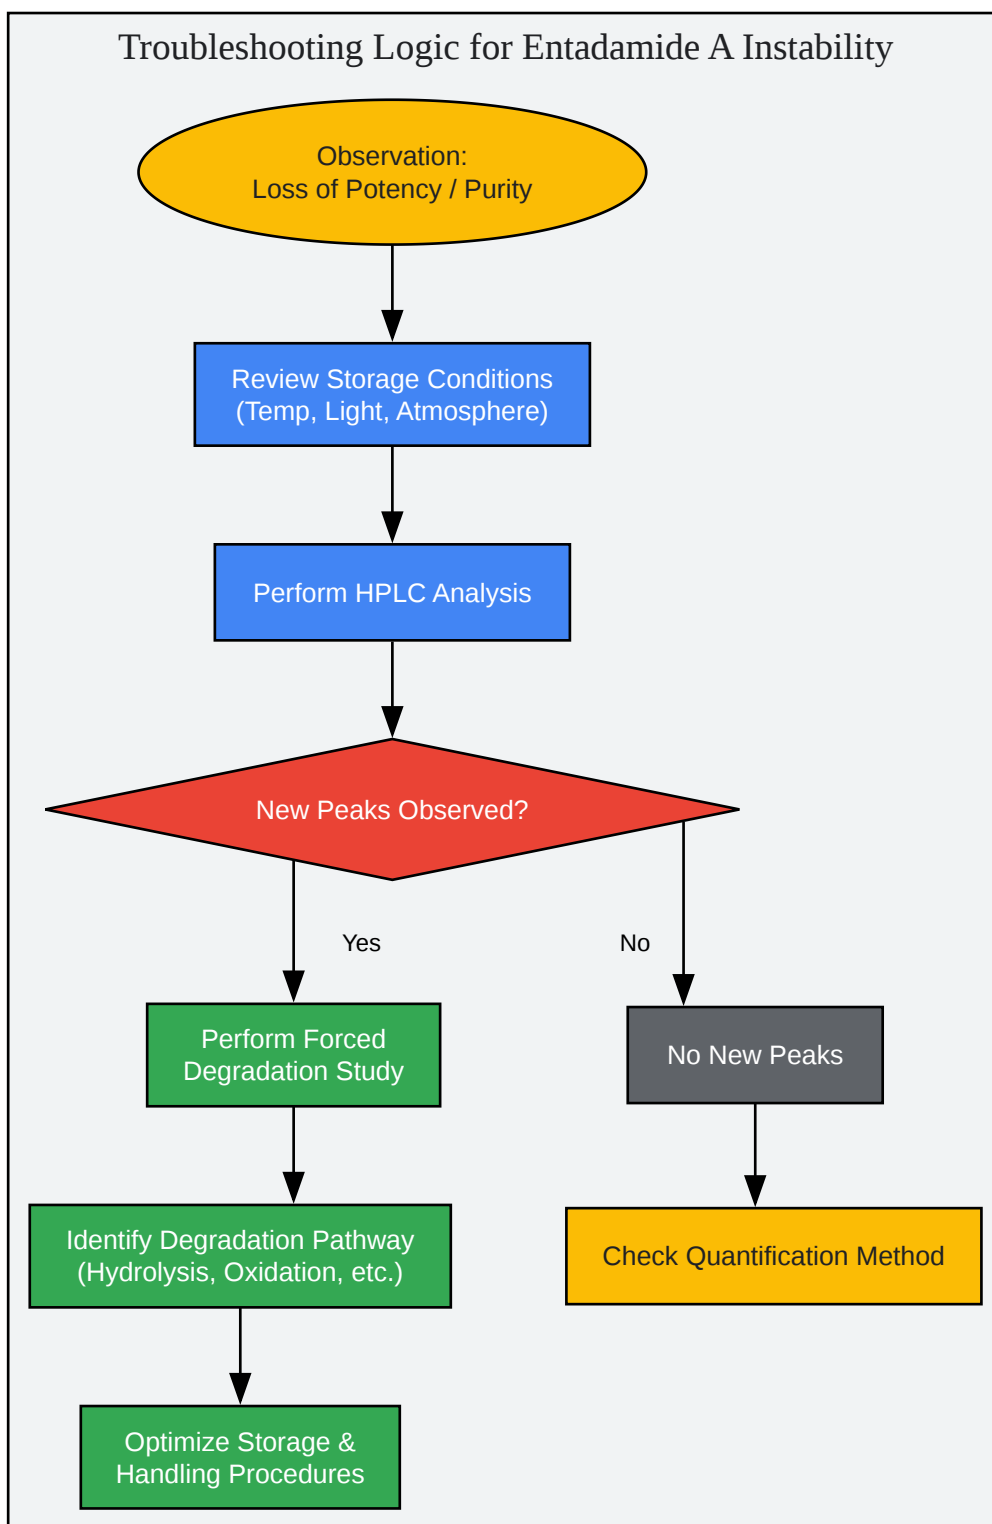 Troubleshooting Logic for Entadamide A Instability
Observation:
Loss of Potency / Purity
Review Storage Conditions
(Temp, Light, Atmosphere)
Perform HPLC Analysis
New Peaks Observed?
Yes
No
Perform Forced
Degradation Study
No New Peaks
Identify Degradation Pathway
(Hydrolysis, Oxidation, etc.)
Check Quantification Method
Optimize Storage &
Handling Procedures